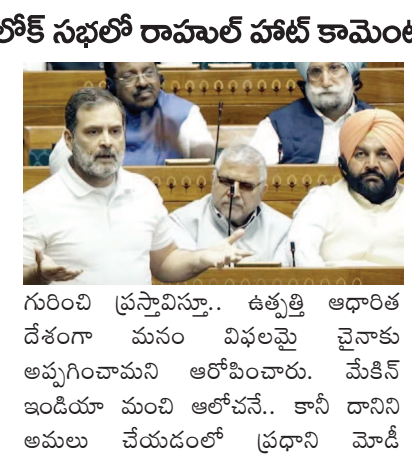 లోక్ సభలో రాహుల్ హాట్ కామెంట
గురించి ప్రస్తావిస్తూ.. ఉత్పత్తి ఆధారిత
దేశంగా మనం విఫలమై చైనాకు
అప్పగించామని ఆరోపించారు. మేకిన్
ఇండియా మంచి ఆలోచనే.. కానీ దానిని
అమలు చేయడంలో ప్రధాని మోడీ